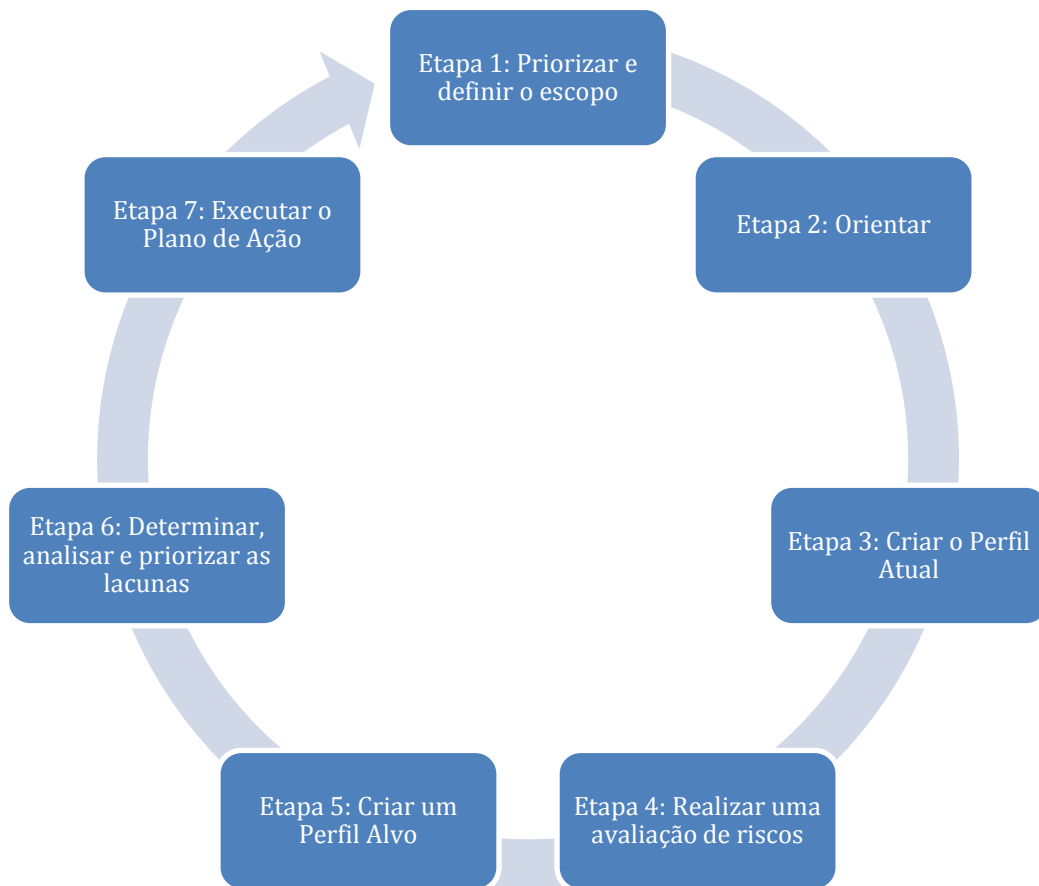 Etapa 1: Priorizar e
definir o escopo
Etapa 2: Orientar
Etapa 3: Criar o Perfil
Atual
Etapa 4: Realizar uma
avaliação de riscos
Etapa 5: Criar um
Perfil Alvo
Etapa 6: Determinar,
analisar e priorizar as
lacunas
Etapa 7: Executar o
Plano de Ação